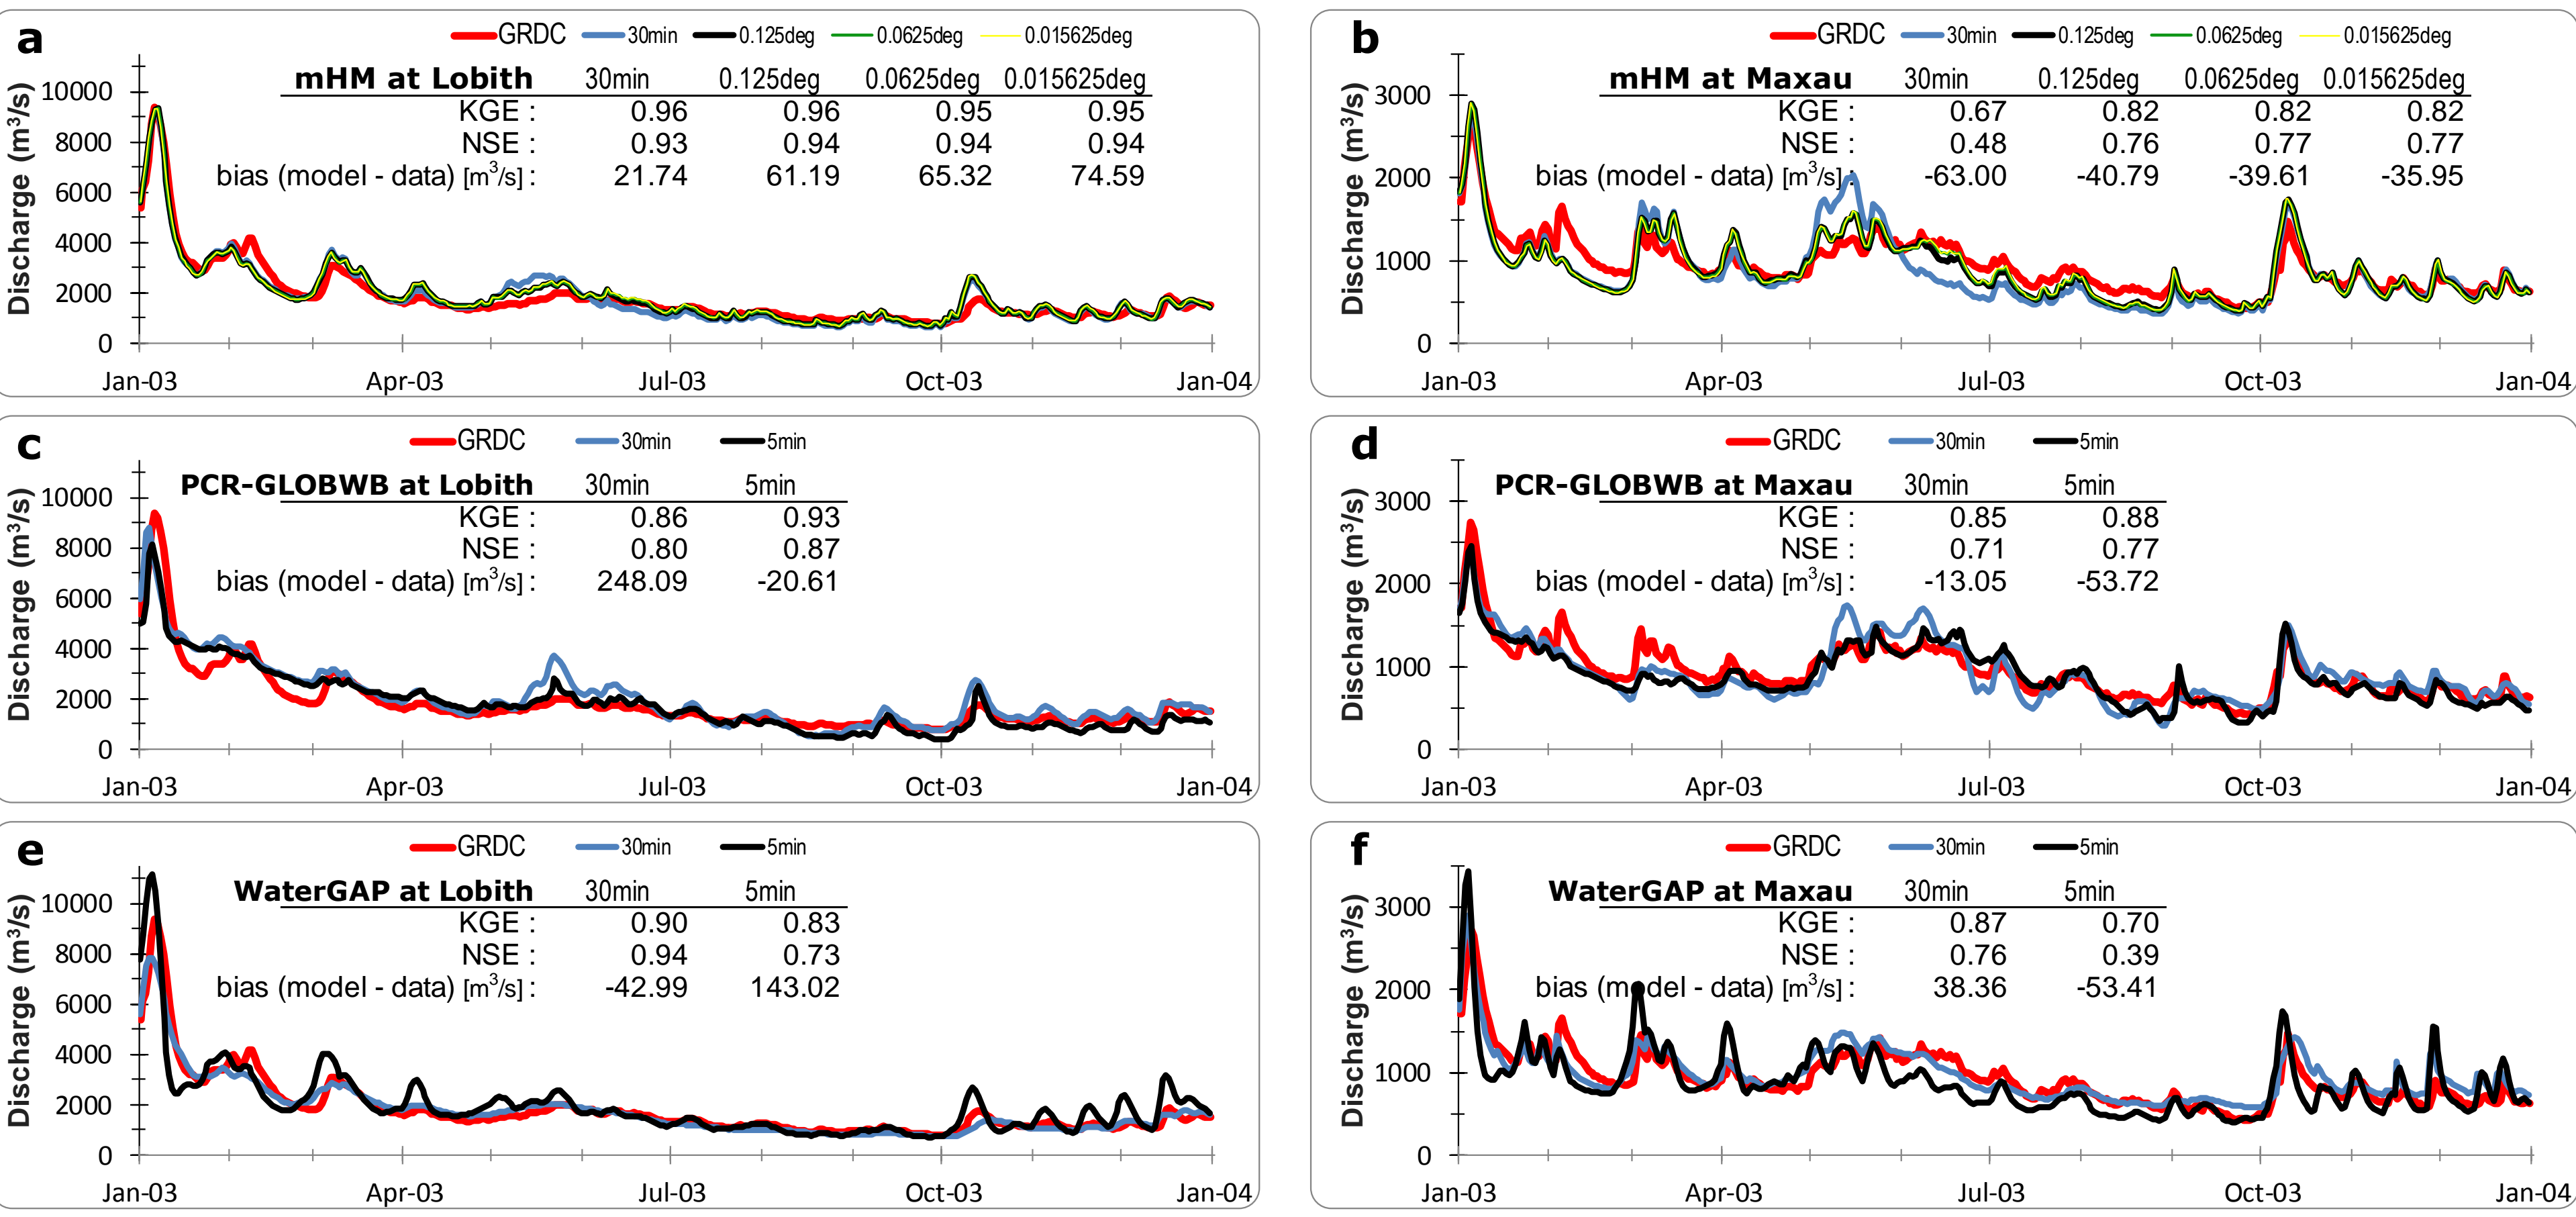 a
GRDC 30min 0.125deg 0.0625deg 0.015625deg
mHM at Lobith 30min 0.125deg 0.0625deg 0.015625deg
KGE : 0.96 0.96 0.95 0.95
NSE : 0.93 0.94 0.94 0.94
bias (model - data) [m³/s] : 21.74 61.19 65.32 74.59
Discharge (m³/s)
10000
8000
6000
4000
2000
0
Jan-03 Apr-03 Jul-03 Oct-03 Jan-04
b
GRDC 30min 0.125deg 0.0625deg 0.015625deg
mHM at Maxau 30min 0.125deg 0.0625deg 0.015625deg
KGE : 0.67 0.82 0.82 0.82
NSE : 0.48 0.76 0.77 0.77
bias (model - data) [m³/s] : -63.00 -40.79 -39.61 -35.95
Discharge (m³/s)
3000
2000
1000
0
Jan-03 Apr-03 Jul-03 Oct-03 Jan-04
c
GRDC 30min 5min
PCR-GLOBWB at Lobith 30min 5min
KGE : 0.86 0.93
NSE : 0.80 0.87
bias (model - data) [m³/s] : 248.09 -20.61
Discharge (m³/s)
10000
8000
6000
4000
2000
0
Jan-03 Apr-03 Jul-03 Oct-03 Jan-04
d
GRDC 30min 5min
PCR-GLOBWB at Maxau 30min 5min
KGE : 0.85 0.88
NSE : 0.71 0.77
bias (model - data) [m³/s] : -13.05 -53.72
Discharge (m³/s)
3000
2000
1000
0
Jan-03 Apr-03 Jul-03 Oct-03 Jan-04
e
GRDC 30min 5min
WaterGAP at Lobith 30min 5min
KGE : 0.90 0.83
NSE : 0.94 0.73
bias (model - data) [m³/s] : -42.99 143.02
Discharge (m³/s)
10000
8000
6000
4000
2000
0
Jan-03 Apr-03 Jul-03 Oct-03 Jan-04
f
GRDC 30min 5min
WaterGAP at Maxau 30min 5min
KGE : 0.87 0.70
NSE : 0.76 0.39
bias (model - data) [m³/s] : 38.36 -53.41
Discharge (m³/s)
3000
2000
1000
0
Jan-03 Apr-03 Jul-03 Oct-03 Jan-04